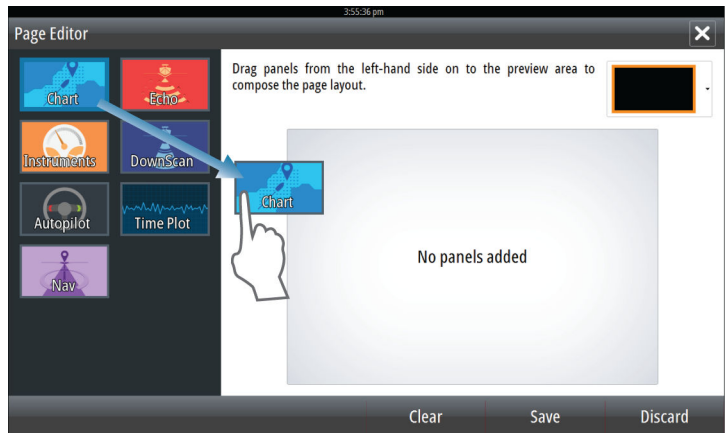 3:55:36 pm
Page Editor
Drag panels from the left-hand side on to the preview area to
compose the page layout.
Chart
Echo
Instruments
DownScan
Chart
Autopilot
Time Plot
No panels added
Nav
Clear
Save
Discard